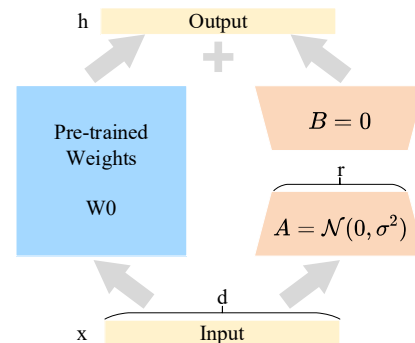 h Output
+
Pre-trained
Weights
W0
B = 0
r
A = 𝒩(0, σ²)
d
x Input